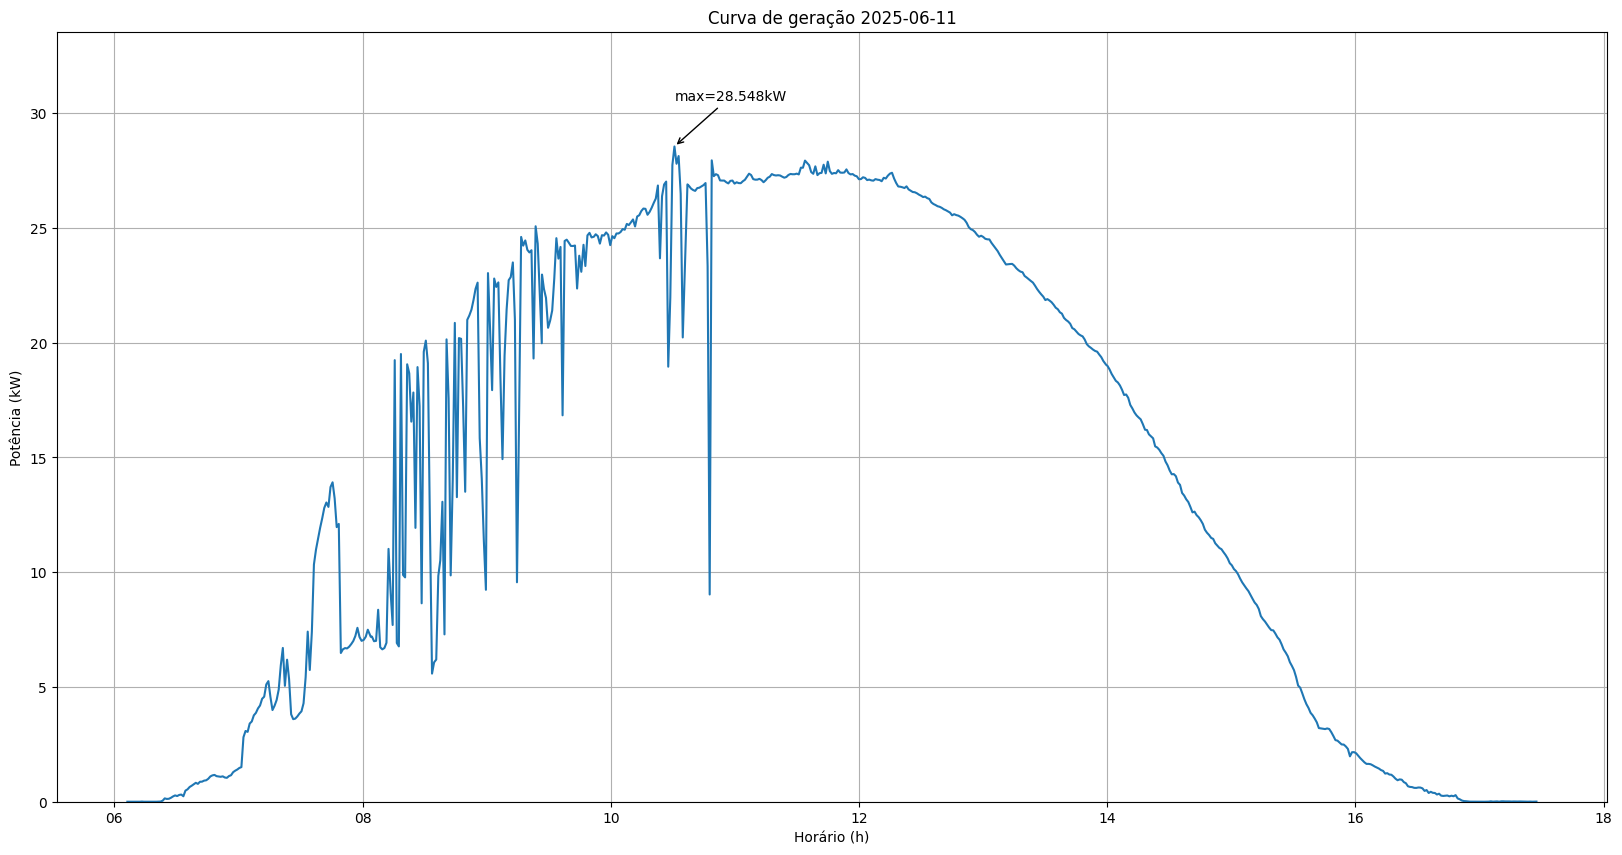 Curva de geração 2025-06-11
max=28.548kW
30
25
20
15
10
5
0
Potência (kW)
06 08 10 12 14 16 18
Horário (h)